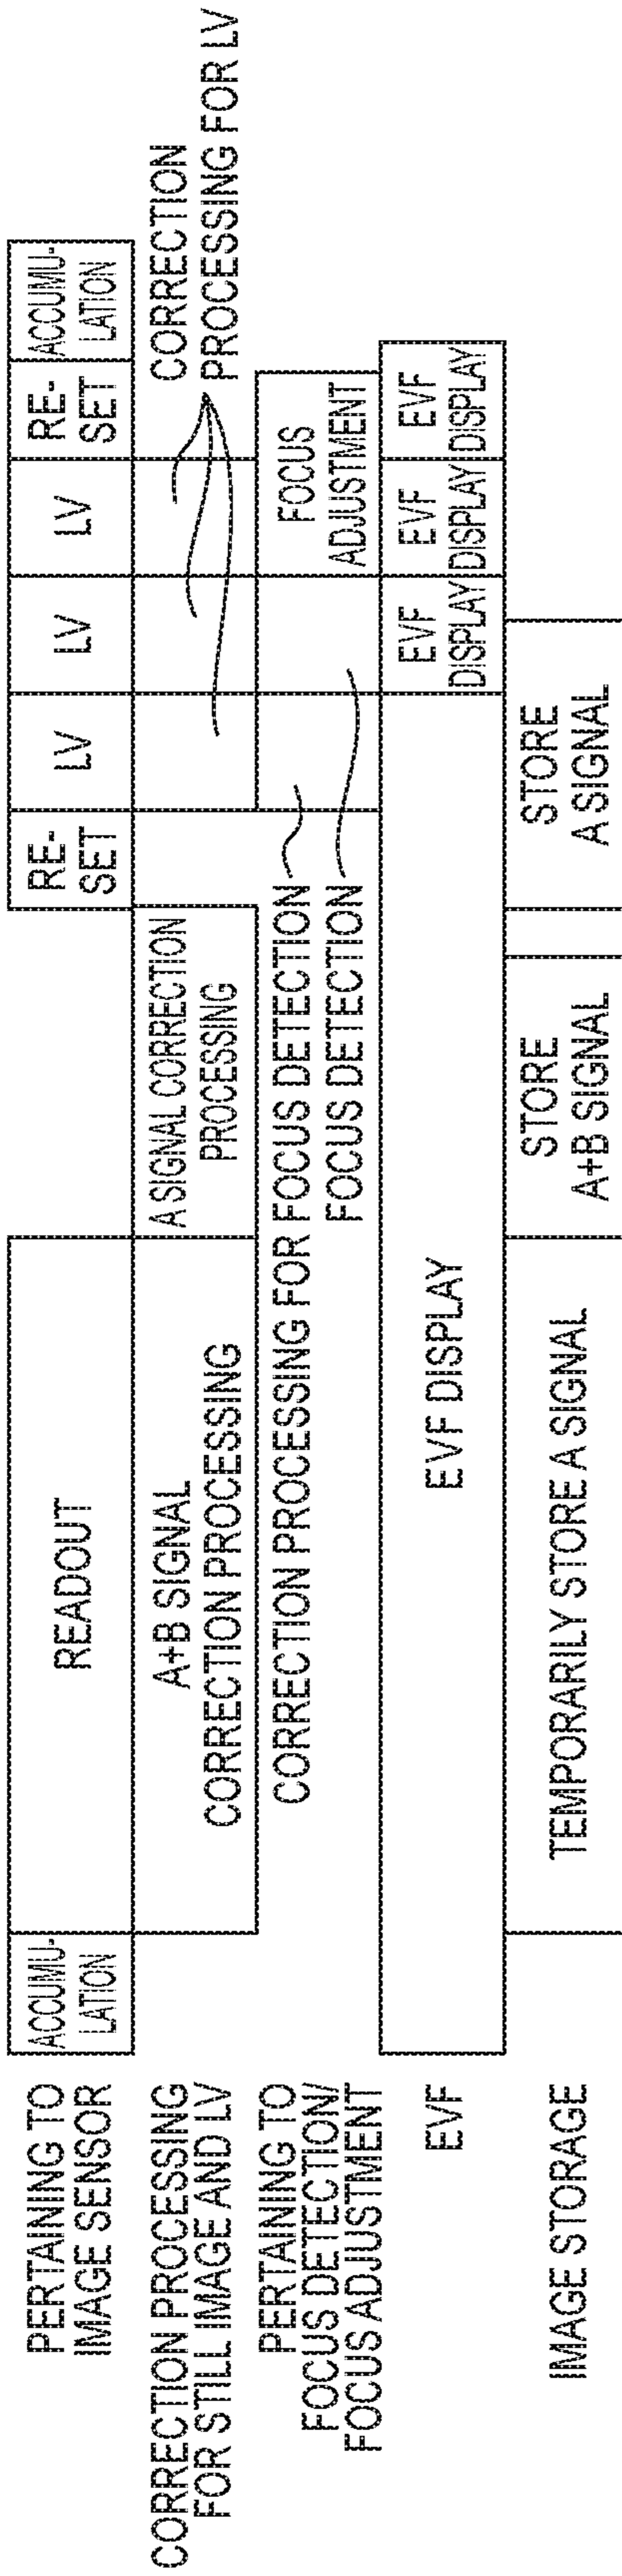 PERTAINING TO
IMAGE SENSOR
ACCUMU-
LATION
READOUT
RE-
SET
LV
LV
LV
RE-
SET
ACCUMU-
LATION
CORRECTION PROCESSING
FOR STILL IMAGE AND LV
A+B SIGNAL
CORRECTION PROCESSING
A SIGNAL CORRECTION
PROCESSING
CORRECTION
PROCESSING FOR LV
PERTAINING TO
FOCUS DETECTION/
FOCUS ADJUSTMENT
CORRECTION PROCESSING FOR FOCUS DETECTION
FOCUS DETECTION
FOCUS
ADJUSTMENT
EVF
EVF DISPLAY
EVF
DISPLAY
EVF
DISPLAY
EVF
DISPLAY
IMAGE STORAGE
TEMPORARILY STORE A SIGNAL
STORE
A+B SIGNAL
STORE
A SIGNAL